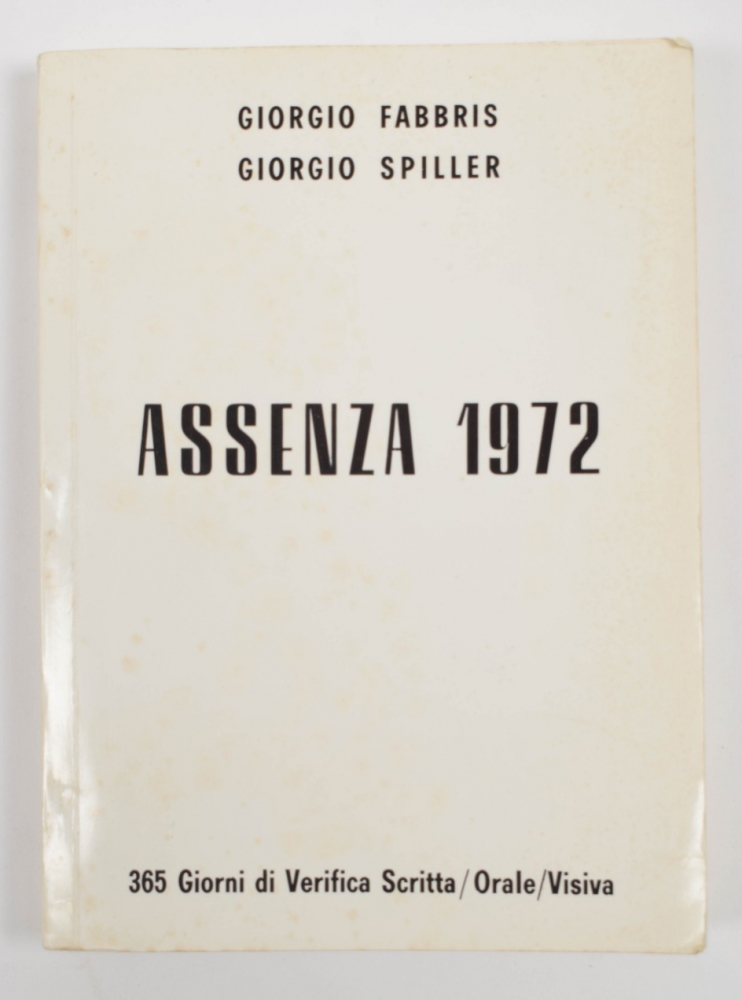 GIORGIO FABBRIS
GIORGIO SPILLER
ASSENZA 1972
365 Giorni di Verifica Scritta/Orale/Visiva